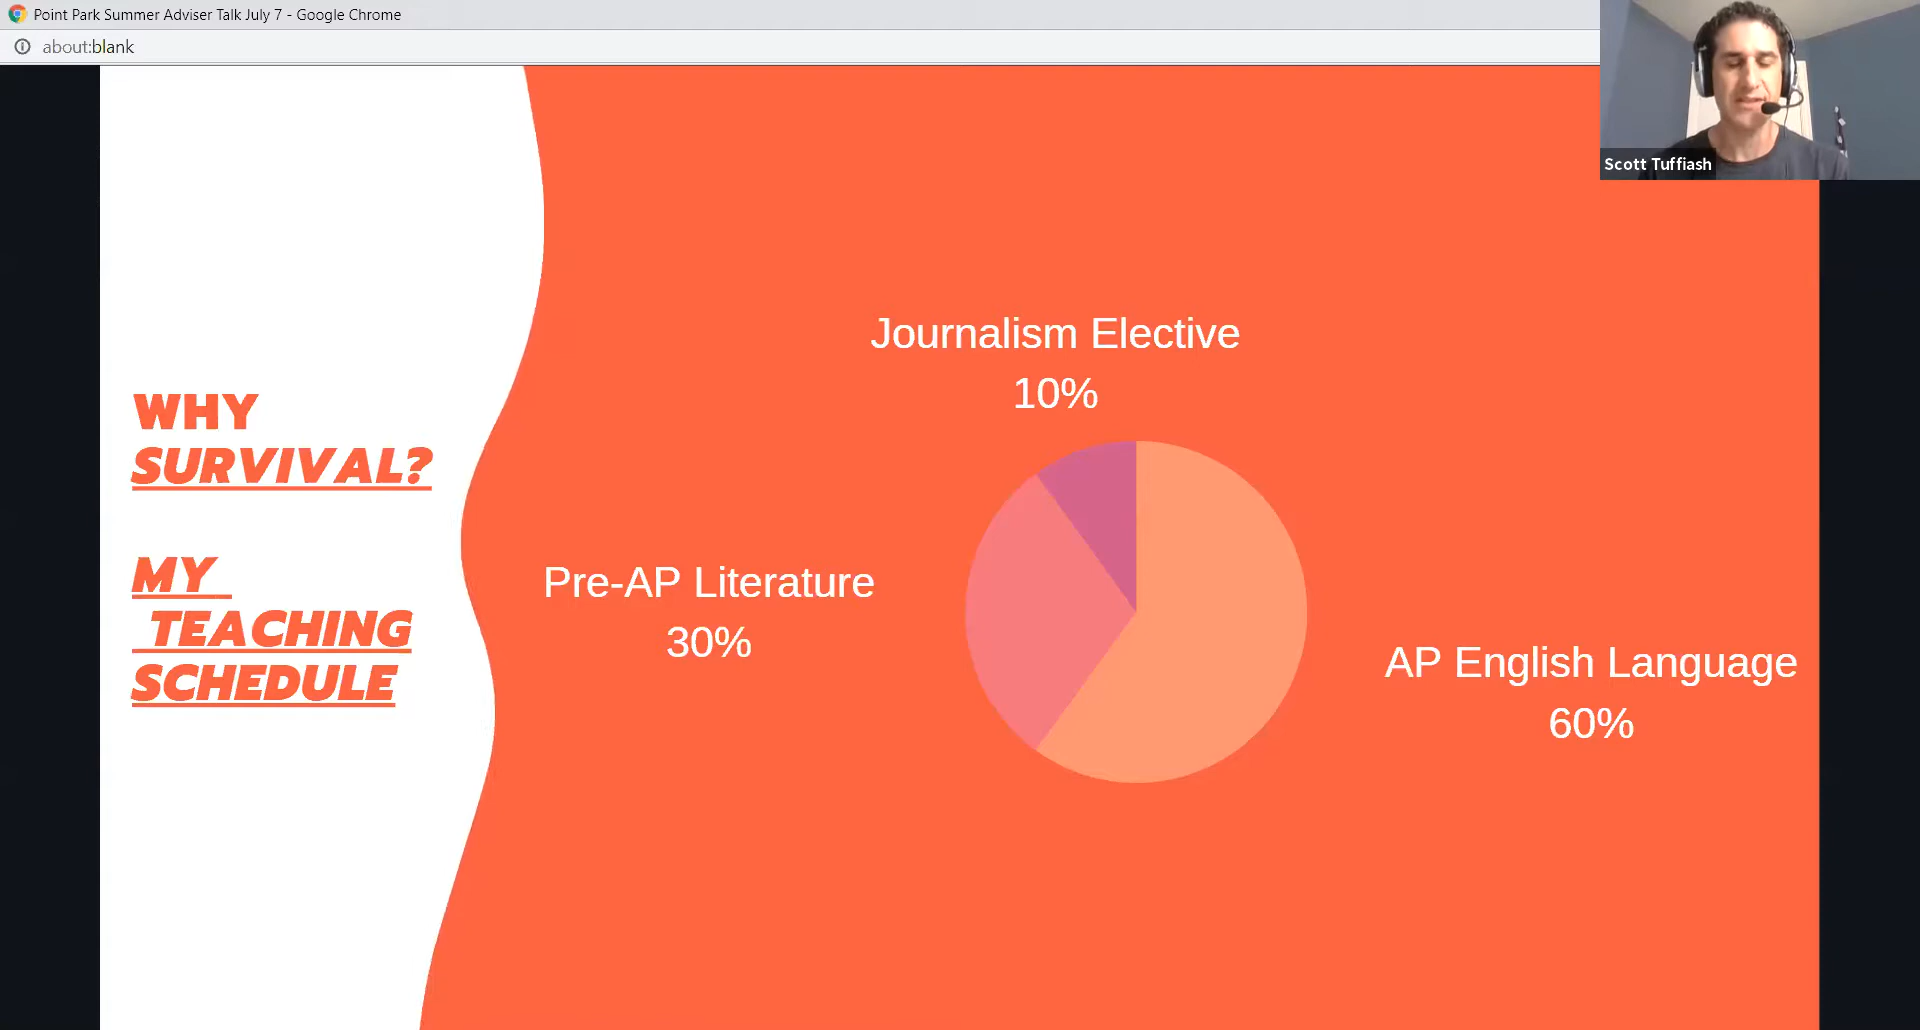 Point Park Summer Adviser Talk July 7 - Google Chrome
about:blank
Scott Tuffiash
WHY
SURVIVAL?
MY
TEACHING
SCHEDULE
Journalism Elective
10%
Pre-AP Literature
30%
AP English Language
60%